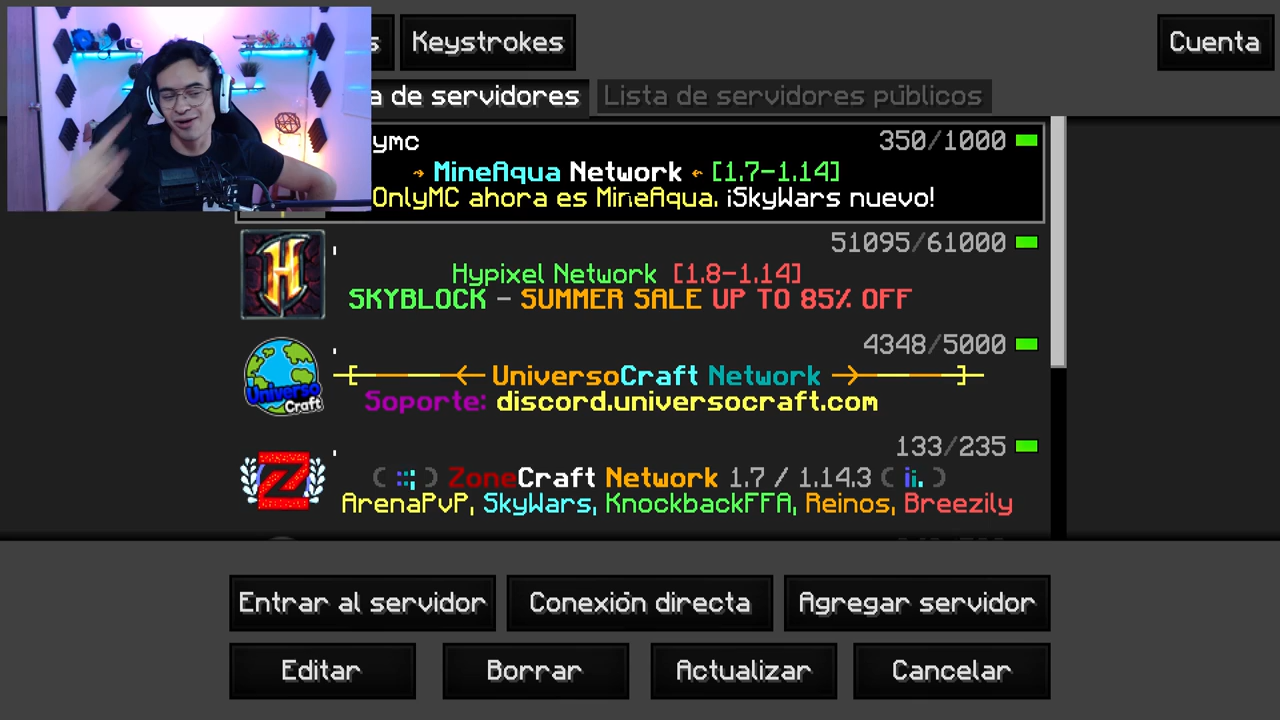 s
Keystrokes
Cuenta
a de servidores
Lista de servidores públicos
ymc
350/1000
MineAqua Network
[1.7-1.14]
OnlyMC ahora es MineAqua. ¡SkyWars nuevo!
51095/61000
Hypixel Network [1.8-1.14]
SKYBLOCK - SUMMER SALE UP TO 85% OFF
4348/5000
UniversoCraft Network
Soporte: discord.universocraft.com
Universo
Craft
133/235
Z
( ::¦ ) ZoneCraft Network 1.7 / 1.14.3 ( ¡i. )
ArenaPvP, SkyWars, KnockbackFFA, Reinos, Breezily
Entrar al servidor
Conexión directa
Agregar servidor
Editar
Borrar
Actualizar
Cancelar